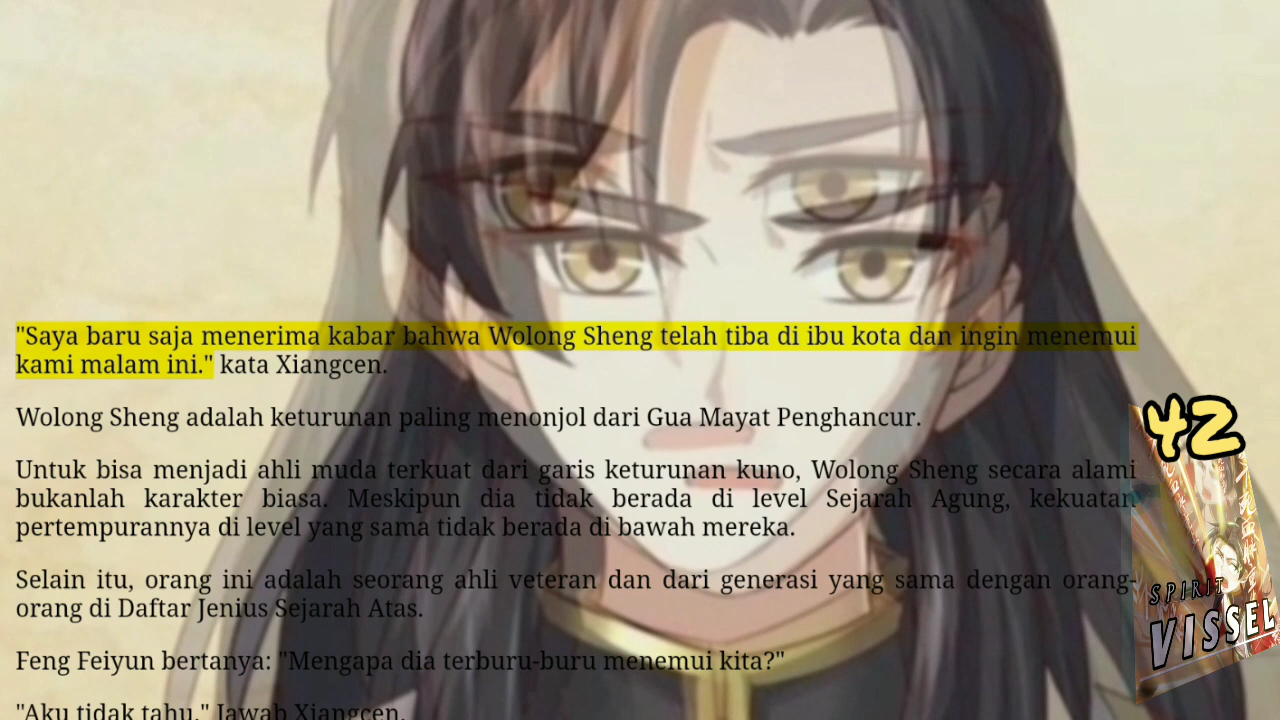 "Saya baru saja menerima kabar bahwa Wolong Sheng telah tiba di ibu kota dan ingin menemui
kami malam ini." kata Xiangcen.
Wolong Sheng adalah keturunan paling menonjol dari Gua Mayat Penghancur.
Untuk bisa menjadi ahli muda terkuat dari garis keturunan kuno, Wolong Sheng secara alami
bukanlah karakter biasa. Meskipun dia tidak berada di level Sejarah Agung, kekuatan
pertempurannya di level yang sama tidak berada di bawah mereka.
Selain itu, orang ini adalah seorang ahli veteran dan dari generasi yang sama dengan orang-
orang di Daftar Jenius Sejarah Atas.
Feng Feiyun bertanya: "Mengapa dia terburu-buru menemui kita?"
"Aku tidak tahu." Jawab Xiangcen.
42
SPIRIT
VISSEL